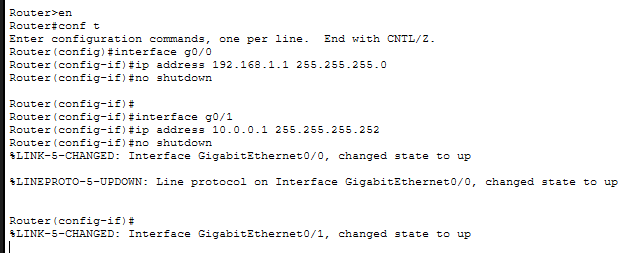 Router>en
Router#conf t
Enter configuration commands, one per line.  End with CNTL/Z.
Router(config)#interface g0/0
Router(config-if)#ip address 192.168.1.1 255.255.255.0
Router(config-if)#no shutdown
Router(config-if)#
Router(config-if)#interface g0/1
Router(config-if)#ip address 10.0.0.1 255.255.255.252
Router(config-if)#no shutdown
%LINK-5-CHANGED: Interface GigabitEthernet0/0, changed state to up
%LINEPROTO-5-UPDOWN: Line protocol on Interface GigabitEthernet0/0, changed state to up
Router(config-if)#
%LINK-5-CHANGED: Interface GigabitEthernet0/1, changed state to up